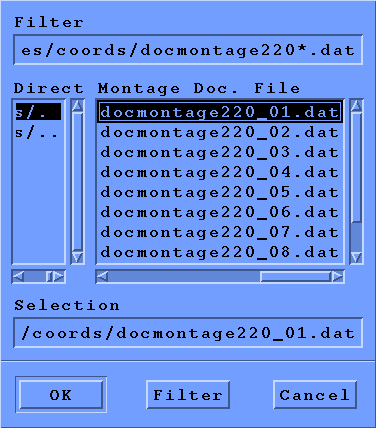 Filter
es/coords/docmontage220*.dat
Direct Montage Doc. File
s/. docmontage220_01.dat
s/.. docmontage220_02.dat
docmontage220_03.dat
docmontage220_04.dat
docmontage220_05.dat
docmontage220_06.dat
docmontage220_07.dat
docmontage220_08.dat
Selection
/coords/docmontage220_01.dat
OK Filter Cancel